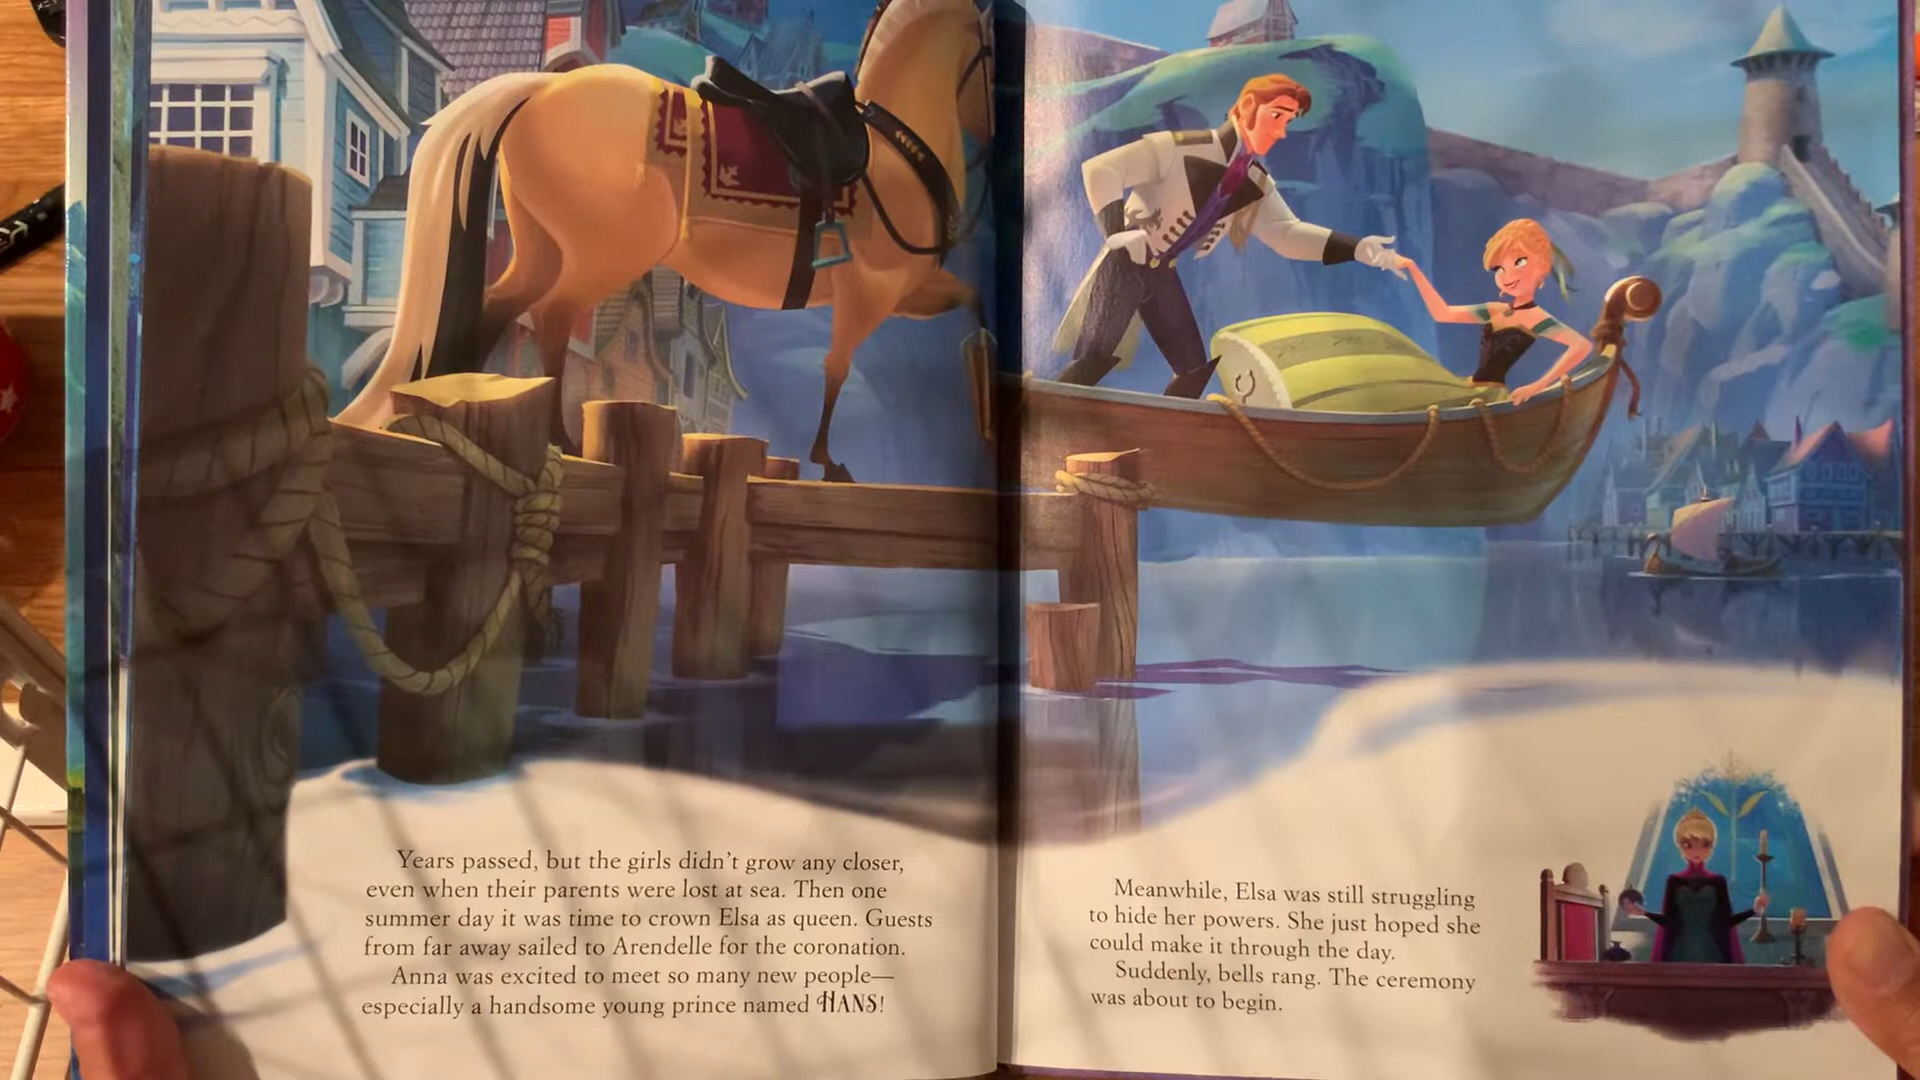 Years passed, but the girls didn't grow any closer,
even when their parents were lost at sea. Then one
summer day it was time to crown Elsa as queen. Guests
from far away sailed to Arendelle for the coronation.
Anna was excited to meet so many new people—
especially a handsome young prince named HANS!
Meanwhile, Elsa was still struggling
to hide her powers. She just hoped she
could make it through the day.
Suddenly, bells rang. The ceremony
was about to begin.